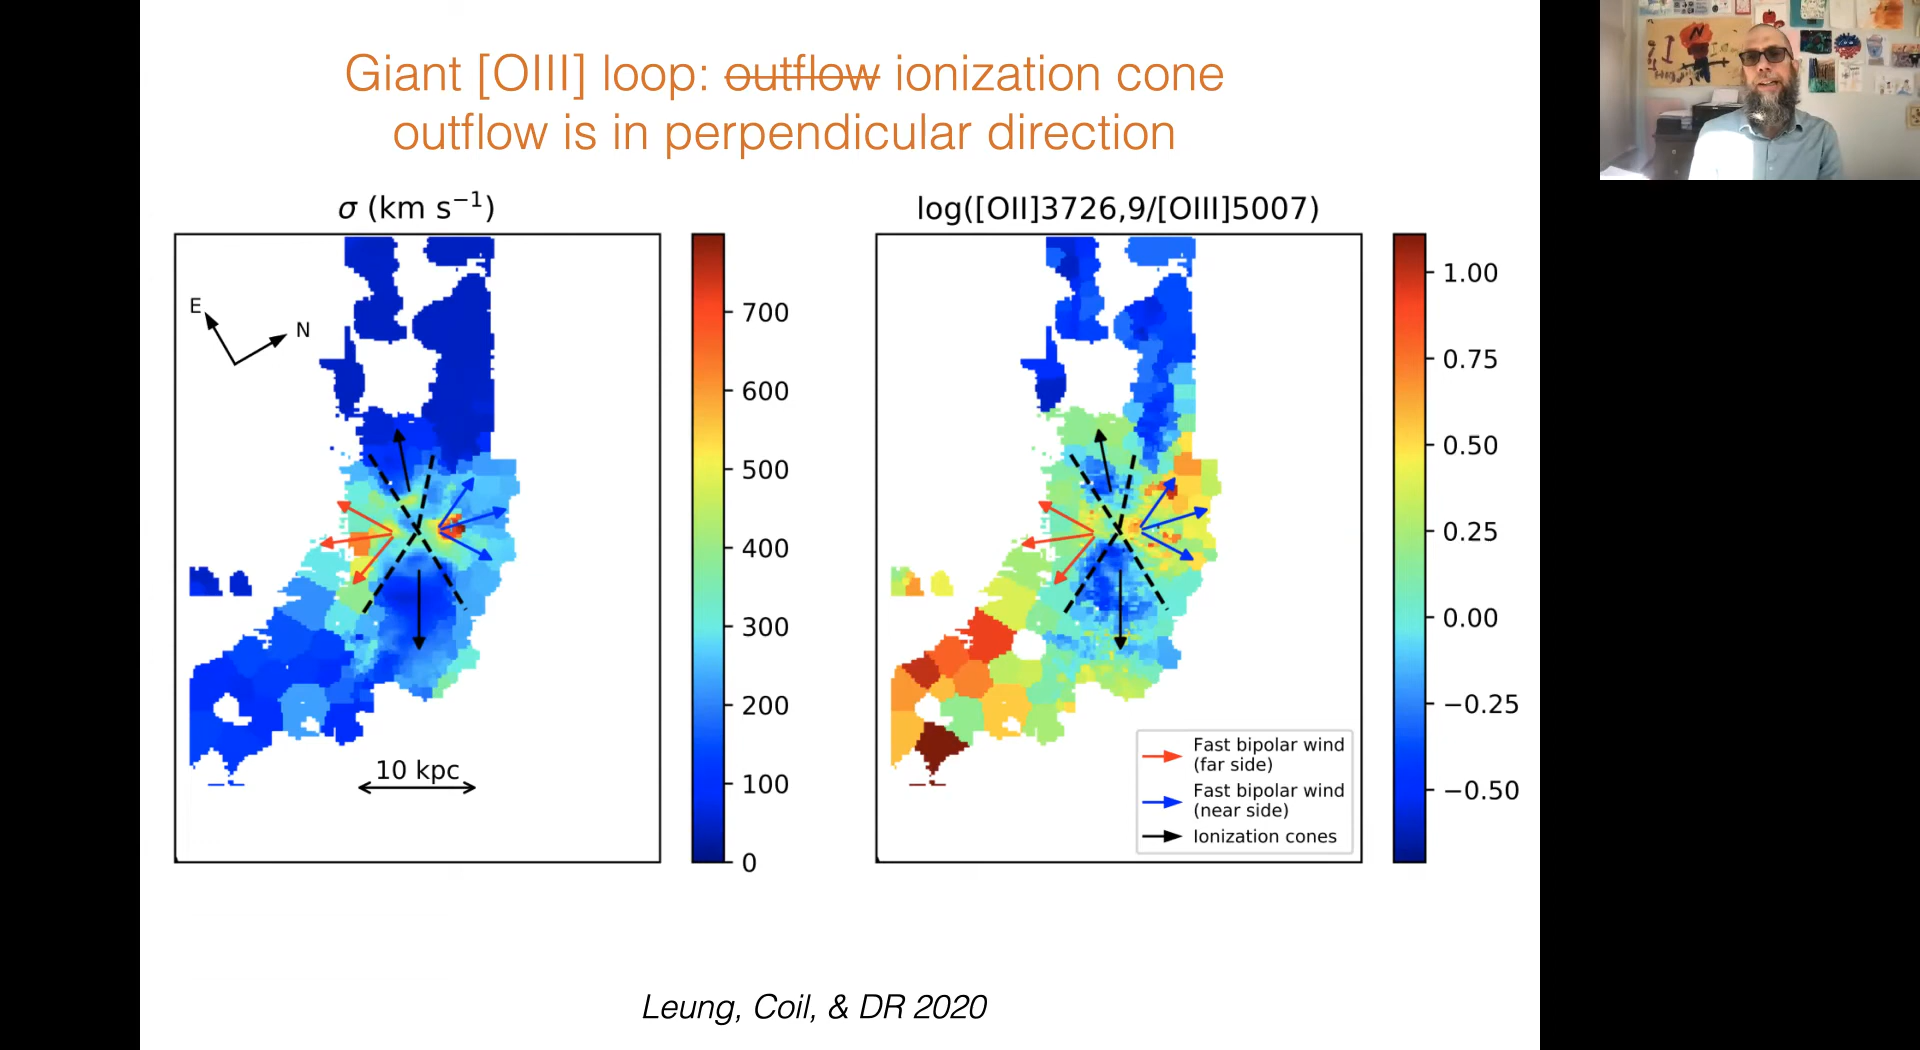 Giant [OIII] loop: outflow ionization cone
outflow is in perpendicular direction
σ (km s⁻¹)
E
N
10 kpc
700
600
500
400
300
200
100
0
log([OII]3726,9/[OIII]5007)
1.00
0.75
0.50
0.25
0.00
−0.25
−0.50
Fast bipolar wind
(far side)
Fast bipolar wind
(near side)
Ionization cones
Leung, Coil, & DR 2020